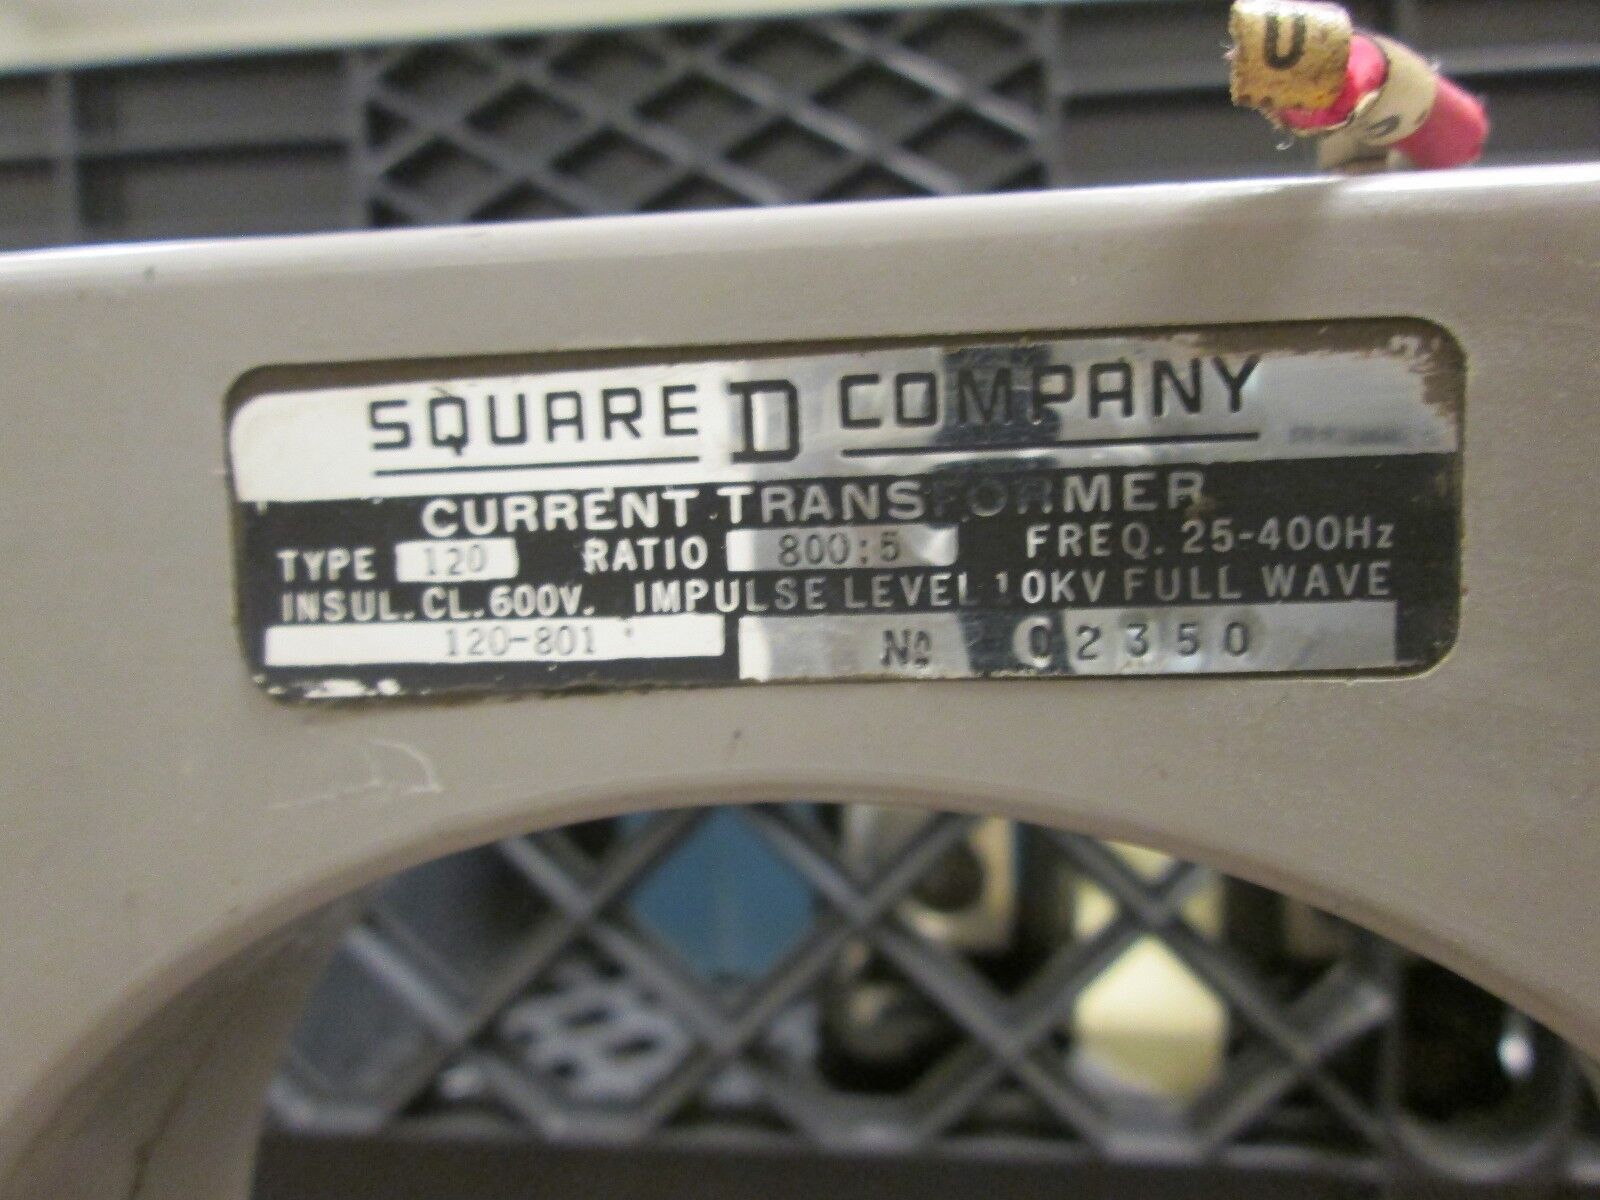 U
SQUARE D COMPANY
CURRENT TRANSFORMER
TYPE 120 RATIO 800:5 FREQ. 25-400Hz
INSUL. CL. 600V. IMPULSE LEVEL 10KV FULL WAVE
120-801 No 02350